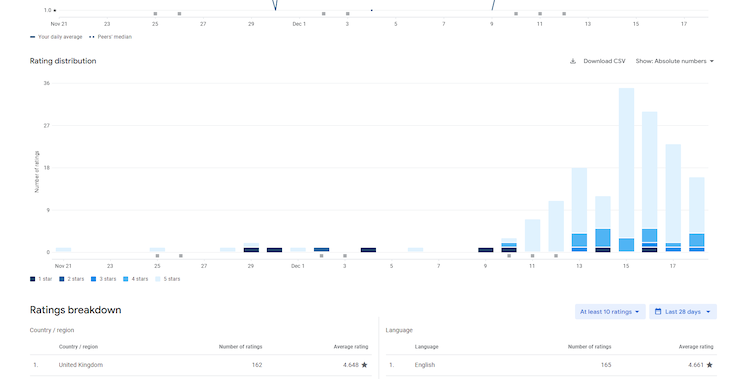 1.0
Nov 21 23 25 27 29 Dec 1 3 5 7 9 11 13 15 17
Your daily average Peers' median
Rating distribution
Download CSV Show: Absolute numbers
36
27
18
9
0
Number of ratings
Nov 21 23 25 27 29 Dec 1 3 5 7 9 11 13 15 17
1 star 2 stars 3 stars 4 stars 5 stars
Ratings breakdown
At least 10 ratings Last 28 days
Country / region
Country / region Number of ratings Average rating
1. United Kingdom 162 4.648 ★
Language
Language Number of ratings Average rating
1. English 165 4.661 ★